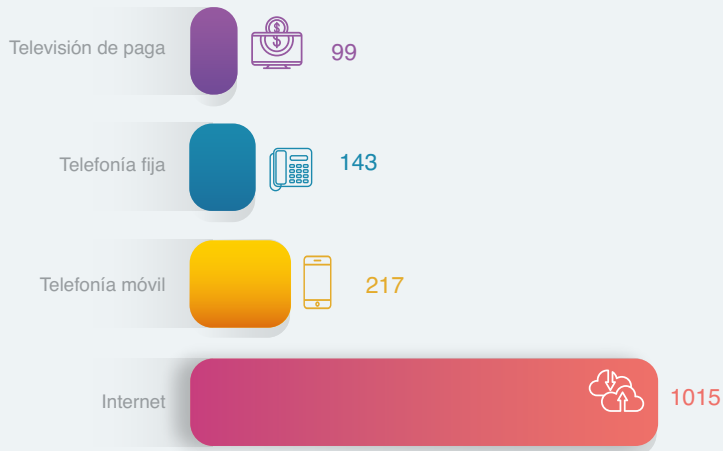 Televisión de paga 99
Telefonía fija 143
Telefonía móvil 217
Internet 1015